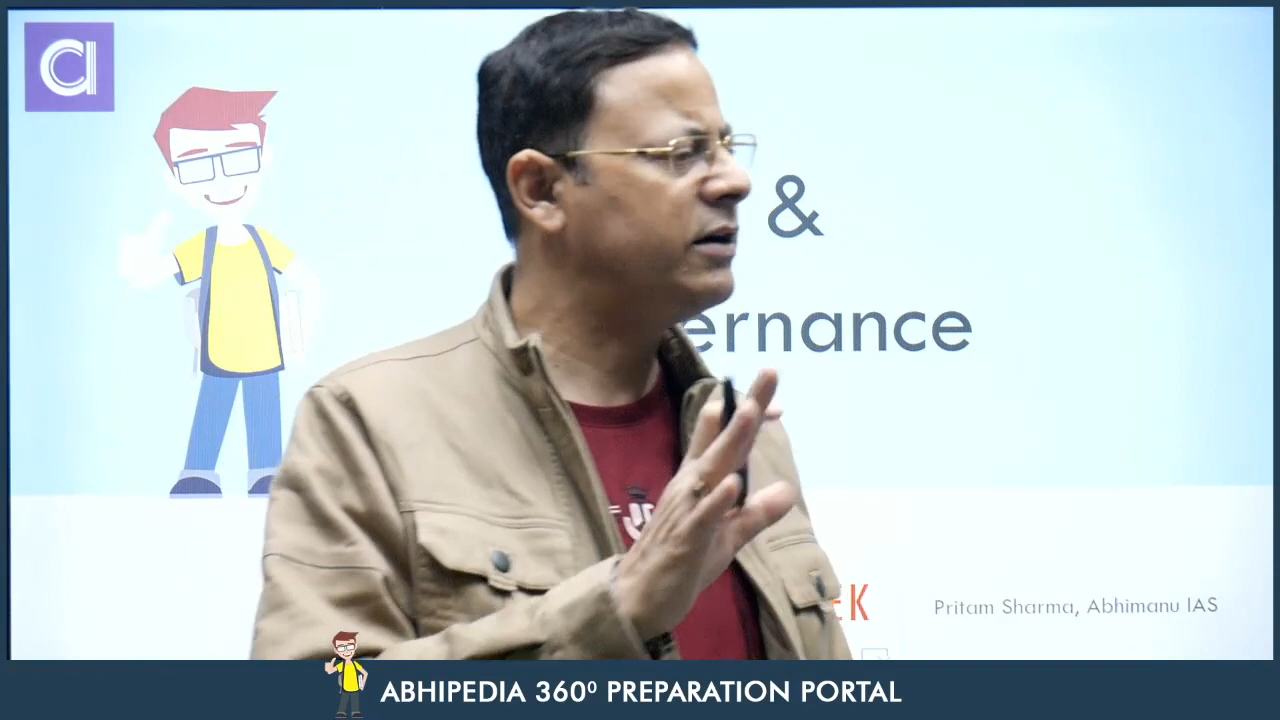 &
ernance
K
Pritam Sharma, Abhimanu IAS
ABHIPEDIA 360⁰ PREPARATION PORTAL